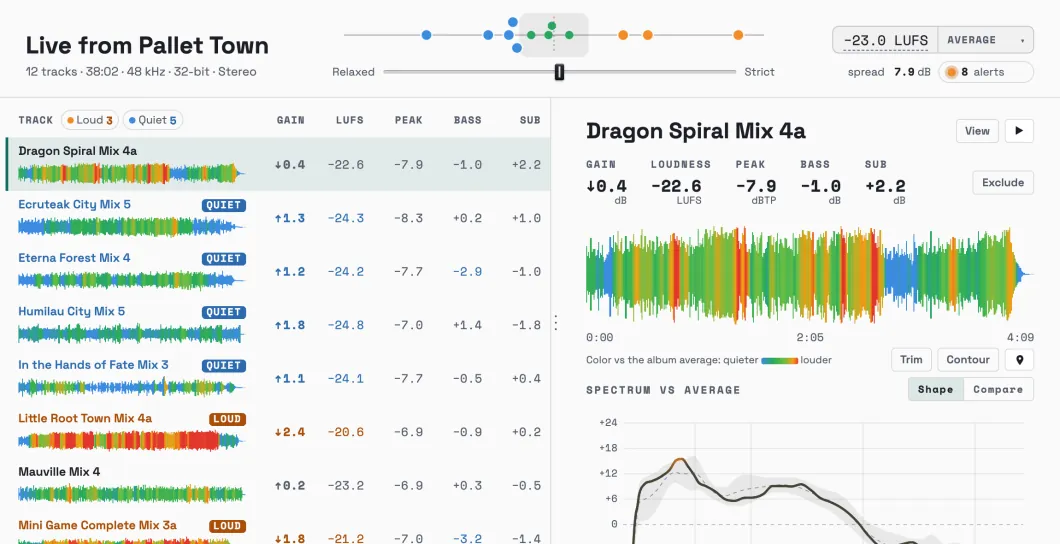 Live from Pallet Town
12 tracks · 38:02 · 48 kHz · 32-bit · Stereo
Relaxed
Strict
−23.0 LUFS AVERAGE
spread 7.9 dB 8 alerts
TRACK Loud 3 Quiet 5 GAIN LUFS PEAK BASS SUB
Dragon Spiral Mix 4a
↓0.4 −22.6 −7.9 −1.0 +2.2
Ecruteak City Mix 5 QUIET
↑1.3 −24.3 −8.3 +0.2 +1.0
Eterna Forest Mix 4 QUIET
↑1.2 −24.2 −7.7 −2.9 −1.0
Humilau City Mix 5 QUIET
↑1.8 −24.8 −7.0 +1.4 −1.8
In the Hands of Fate Mix 3 QUIET
↑1.1 −24.1 −7.7 −0.5 +0.4
Little Root Town Mix 4a LOUD
↓2.4 −20.6 −6.9 −0.9 +0.2
Mauville Mix 4
↑0.2 −23.2 −6.9 +0.3 −0.5
Mini Game Complete Mix 3a LOUD
↓1.8 −21.2 −7.0 −3.2 −1.4
Dragon Spiral Mix 4a
View
GAIN LOUDNESS PEAK BASS SUB
↓0.4 −22.6 −7.9 −1.0 +2.2
dB LUFS dBTP dB dB
Exclude
0:00 2:05 4:09
Color vs the album average: quieter louder
Trim Contour
SPECTRUM VS AVERAGE
Shape Compare
+24
+18
+12
+6
0